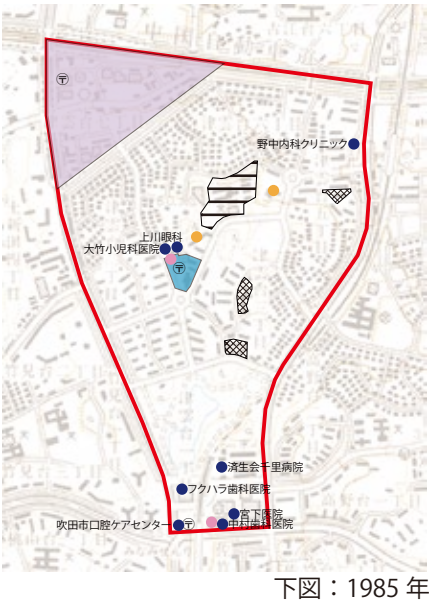 〒
野中内科クリニック
上川眼科
大竹小児科医院
〒
済生会千里病院
フクハラ歯科医院
宮下医院
吹田市口腔ケアセンター
〒
中村歯科医院
下図：1985 年